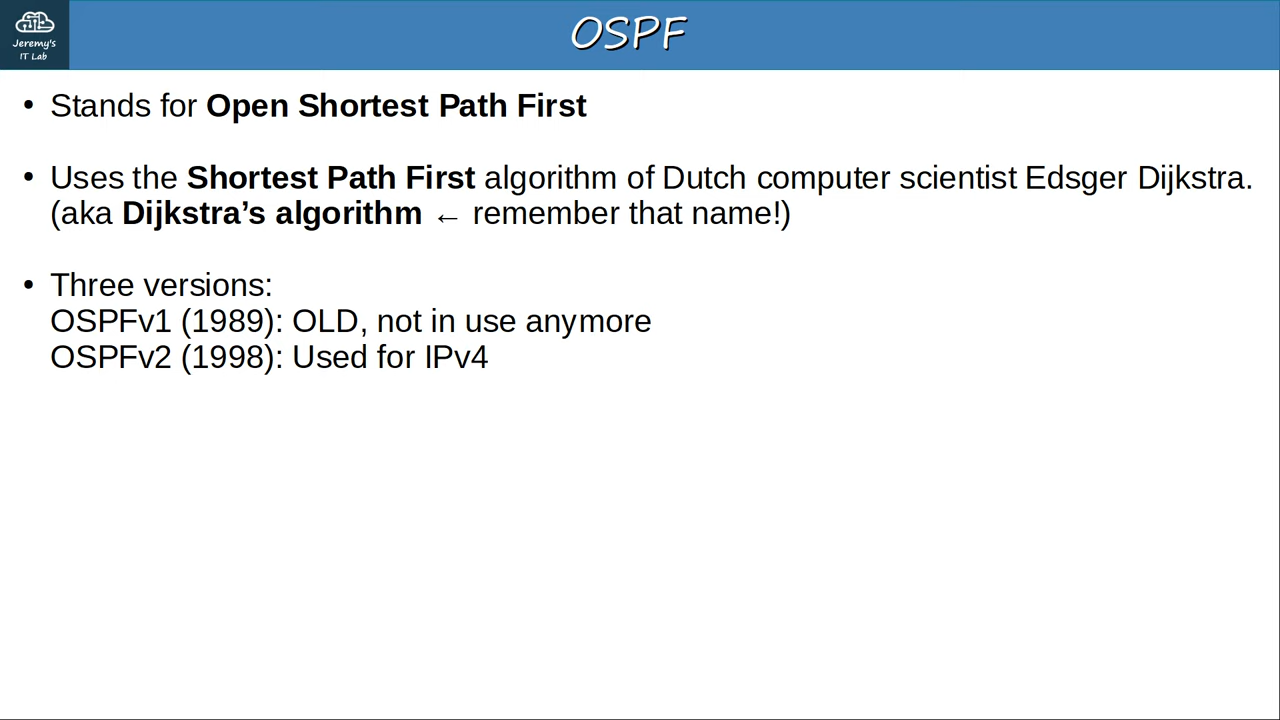 Jeremy's
IT Lab
OSPF
• Stands for Open Shortest Path First
• Uses the Shortest Path First algorithm of Dutch computer scientist Edsger Dijkstra.
(aka Dijkstra’s algorithm ← remember that name!)
• Three versions:
OSPFv1 (1989): OLD, not in use anymore
OSPFv2 (1998): Used for IPv4